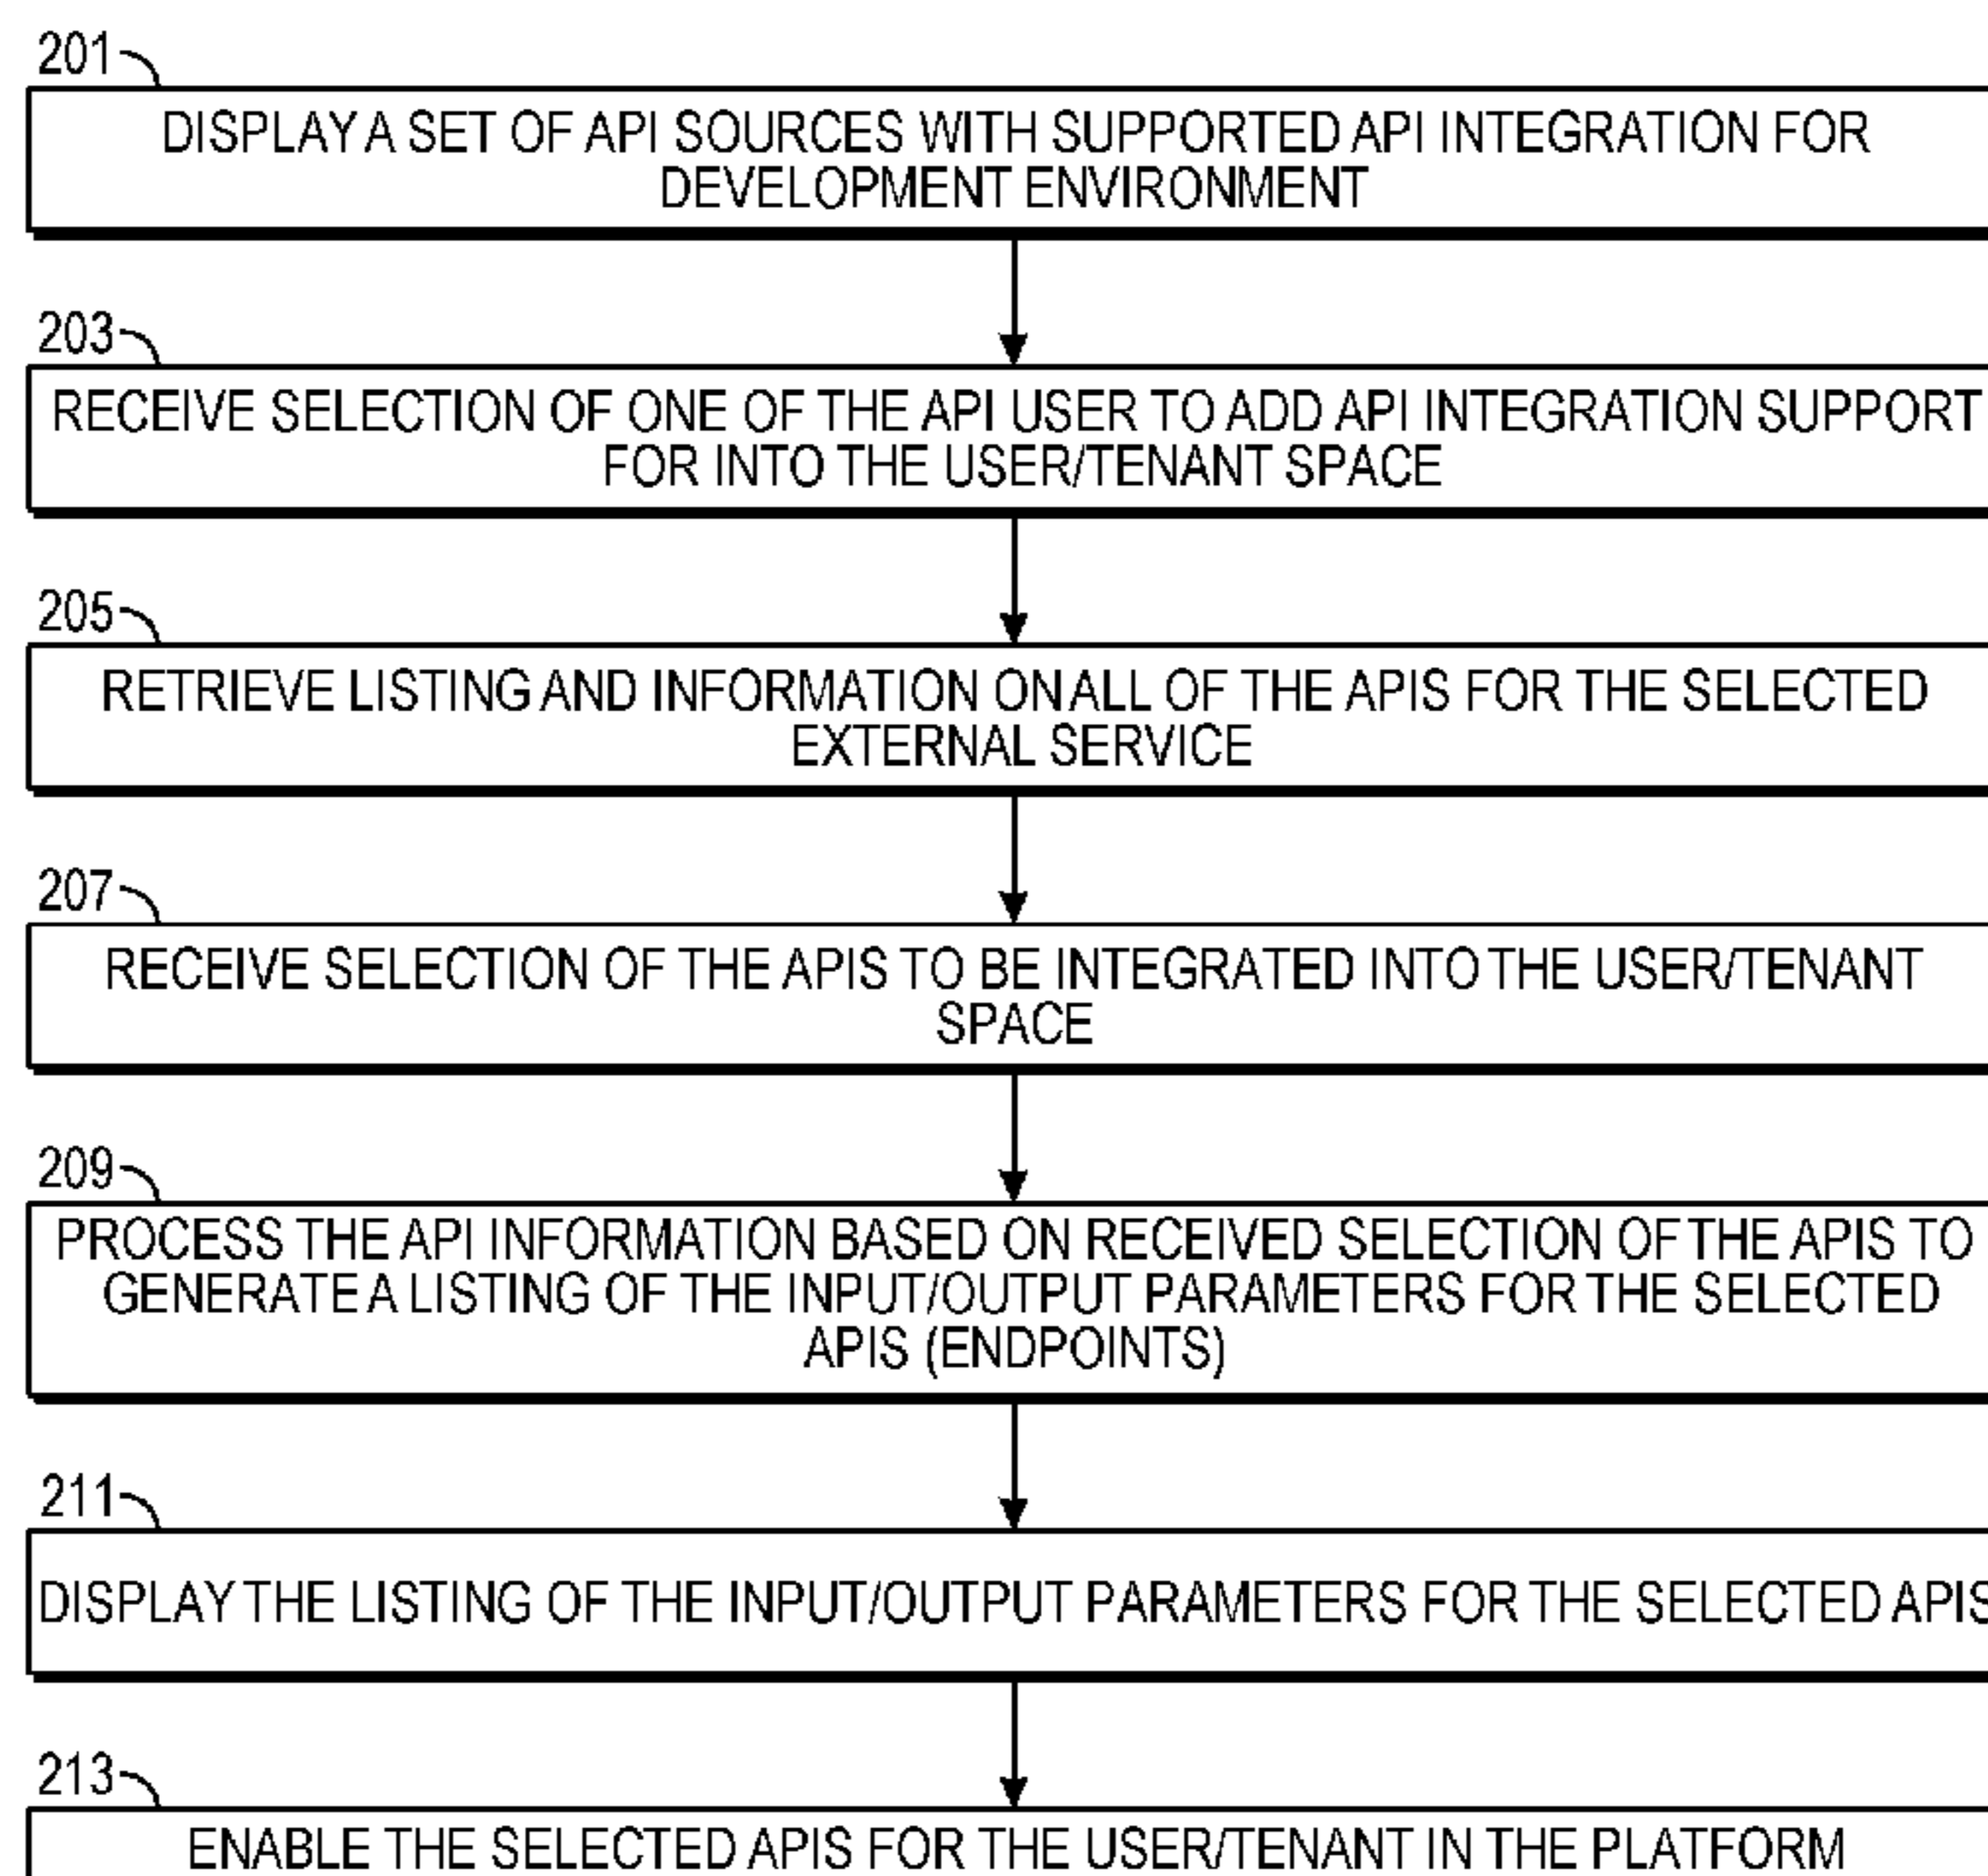 201
DISPLAY A SET OF API SOURCES WITH SUPPORTED API INTEGRATION FOR
DEVELOPMENT ENVIRONMENT
203
RECEIVE SELECTION OF ONE OF THE API USER TO ADD API INTEGRATION SUPPORT
FOR INTO THE USER/TENANT SPACE
205
RETRIEVE LISTING AND INFORMATION ON ALL OF THE APIS FOR THE SELECTED
EXTERNAL SERVICE
207
RECEIVE SELECTION OF THE APIS TO BE INTEGRATED INTO THE USER/TENANT
SPACE
209
PROCESS THE API INFORMATION BASED ON RECEIVED SELECTION OF THE APIS TO
GENERATE A LISTING OF THE INPUT/OUTPUT PARAMETERS FOR THE SELECTED
APIS (ENDPOINTS)
211
DISPLAY THE LISTING OF THE INPUT/OUTPUT PARAMETERS FOR THE SELECTED APIS
213
ENABLE THE SELECTED APIS FOR THE USER/TENANT IN THE PLATFORM